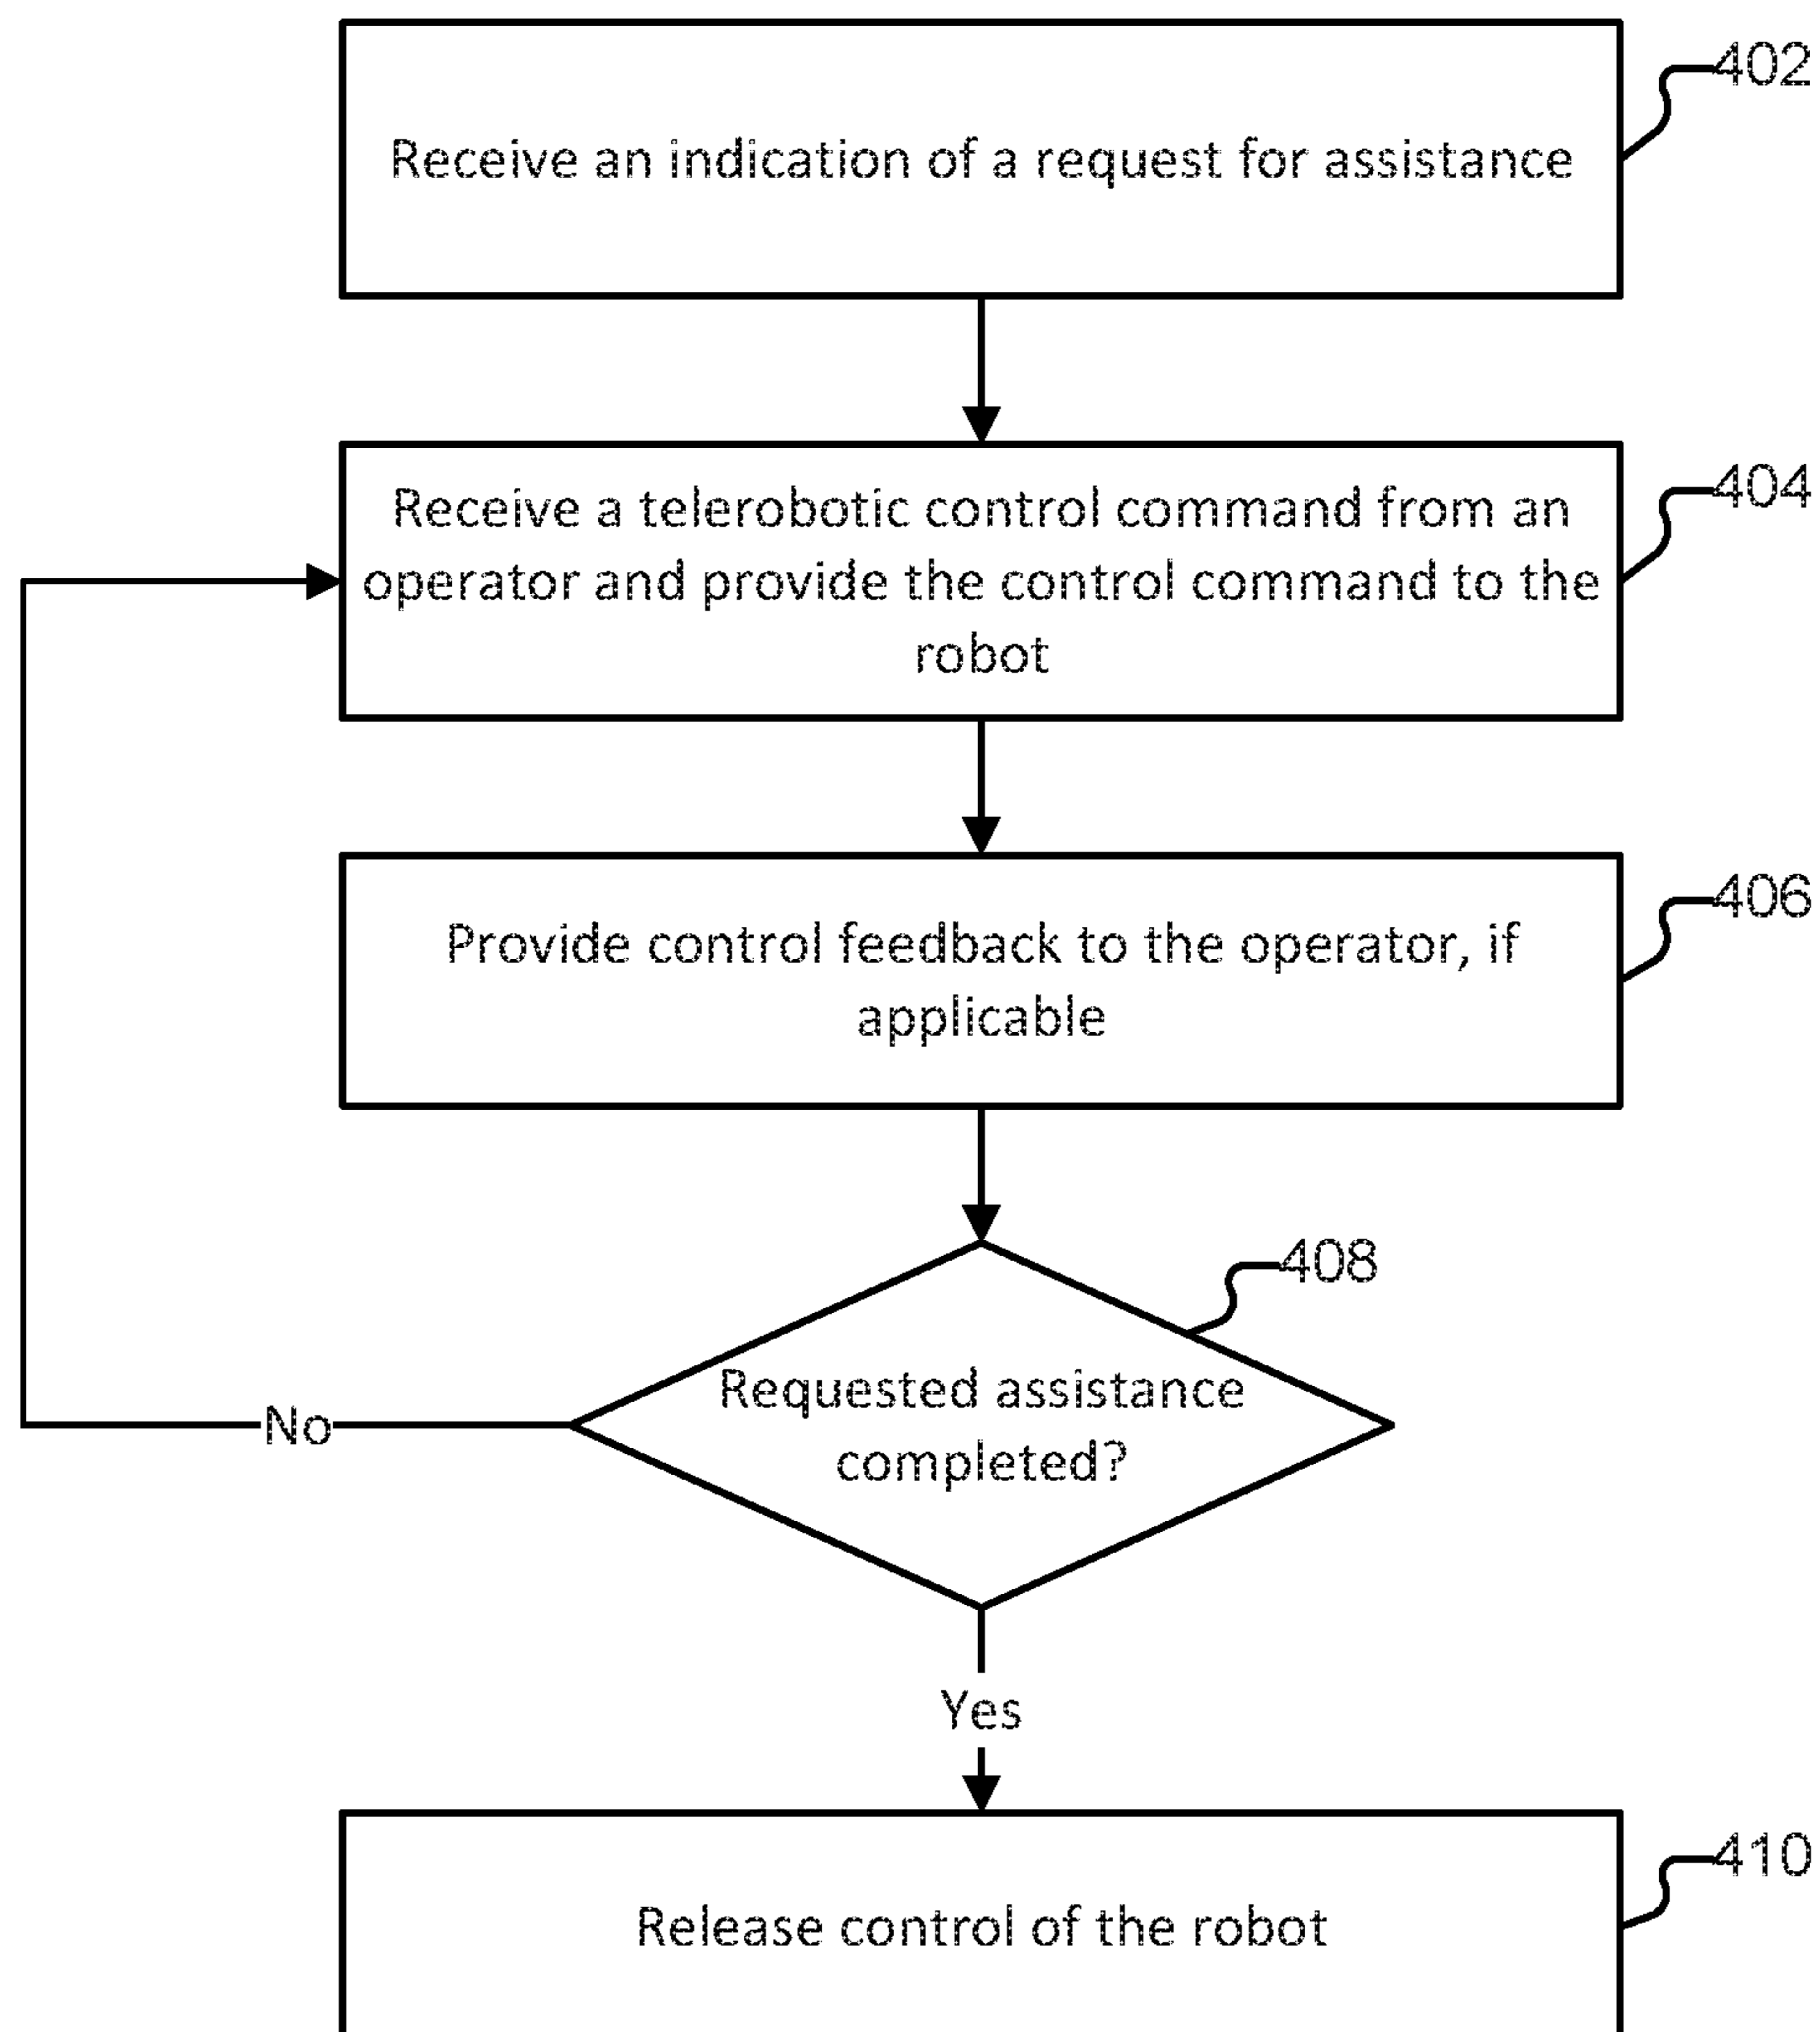 402
Receive an indication of a request for assistance
404
Receive a telerobotic control command from an
operator and provide the control command to the
robot
406
Provide control feedback to the operator, if
applicable
408
Requested assistance
completed?
No
Yes
410
Release control of the robot